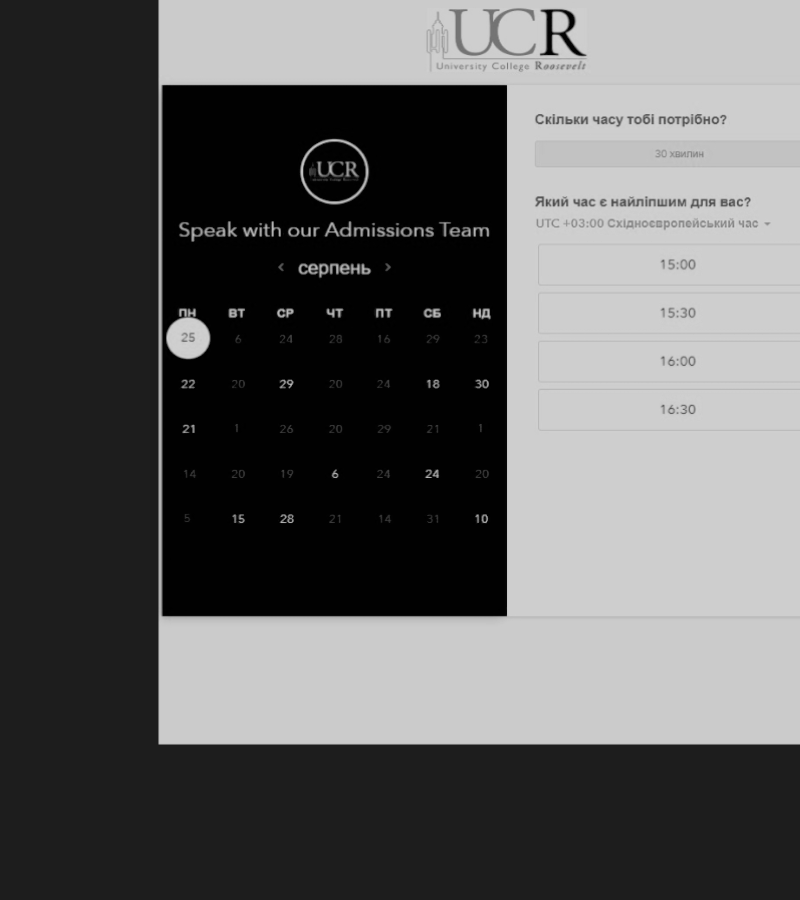 UCR
University College Roosevelt
UCR
Speak with our Admissions Team
серпень
ПН ВТ СР ЧТ ПТ СБ НД
25 6 24 28 16 29 23
22 20 29 20 24 18 30
21 1 26 20 29 21 1
14 20 19 6 24 24 20
5 15 28 21 14 31 10
Скільки часу тобі потрібно?
30 хвилин
Який час є найліпшим для вас?
UTC +03:00 Східноєвропейський час
15:00
15:30
16:00
16:30